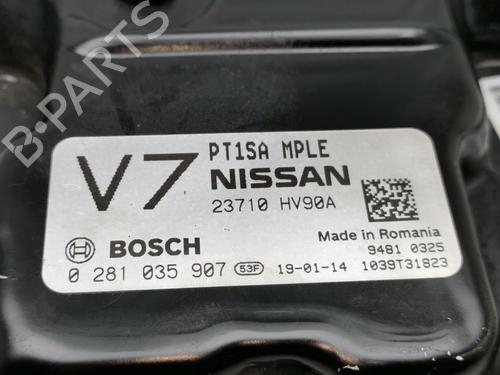 V7
PT1SA MPLE
NISSAN
23710 HV90A
Made in Romania
BOSCH
9481 0325
0 281 035 907 53F 19-01-14 1039T31823
B-PARTS